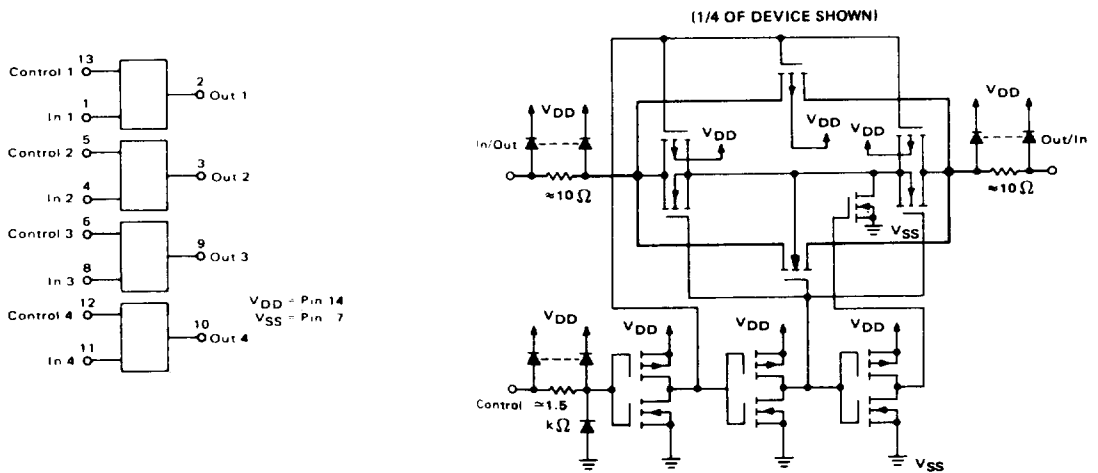 (1/4 OF DEVICE SHOWN)
13
Control 1
2
Out 1
1
In 1
5
Control 2
3
Out 2
4
In 2
6
Control 3
9
Out 3
8
In 3
12
Control 4
10
Out 4
11
In 4
VDD = Pin 14
VSS = Pin 7
VDD
VDD
VDD
VDD
VDD
In/Out
Out/In
≈10 Ω
≈10 Ω
VSS
VDD
VDD
VDD
VDD
Control
≃1.5
kΩ
VSS